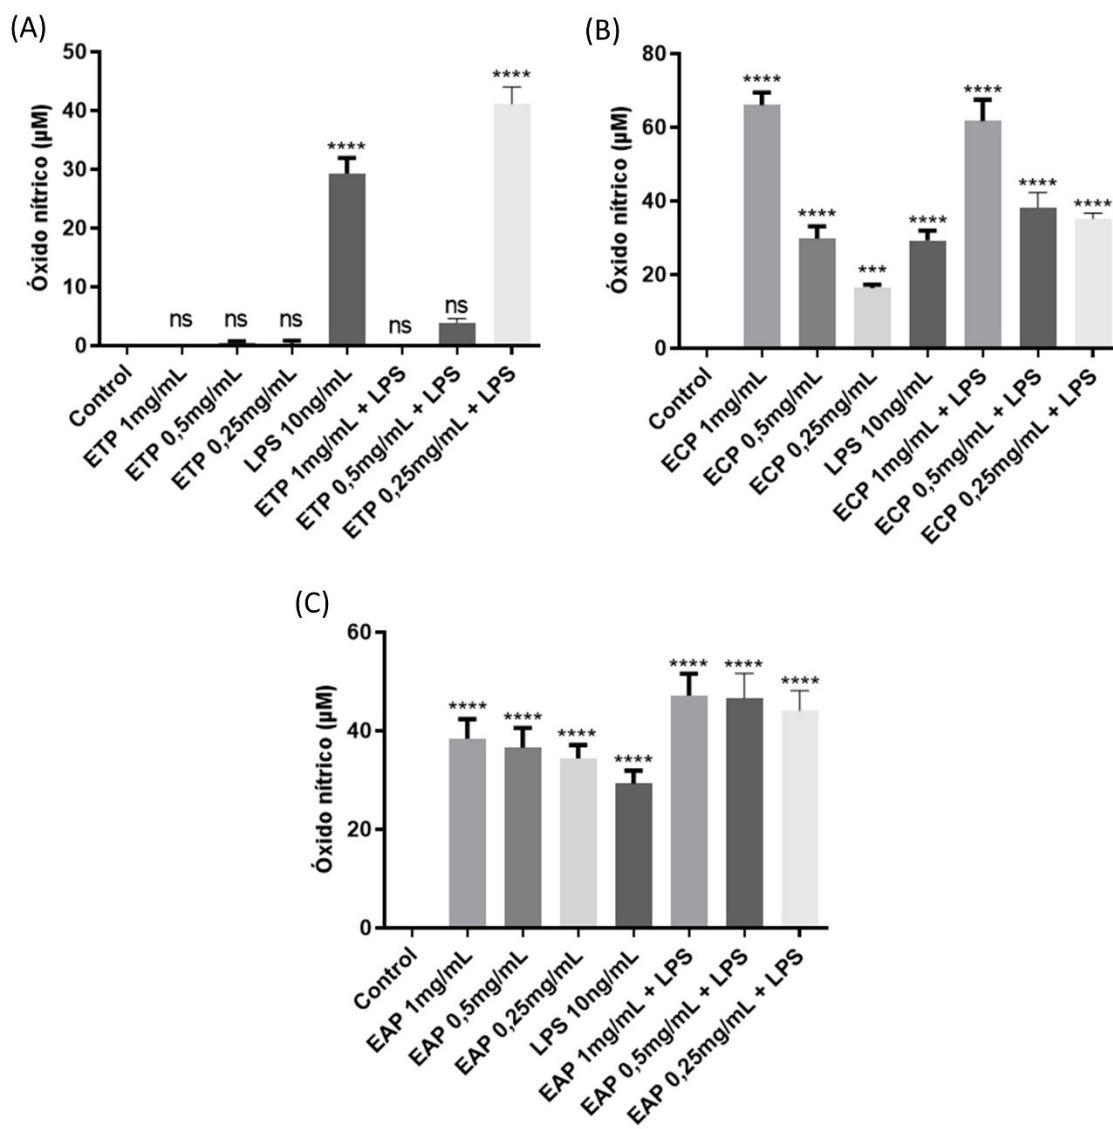 (A)
Óxido nítrico (µM)
50
40
30
20
10
0
ns
ns
ns
****
ns
ns
****
Control
ETP 1mg/mL
ETP 0,5mg/mL
ETP 0,25mg/mL
LPS 10ng/mL
ETP 1mg/mL + LPS
ETP 0,5mg/mL + LPS
ETP 0,25mg/mL + LPS
(B)
Óxido nítrico (µM)
80
60
40
20
0
****
****
***
****
****
****
****
Control
ECP 1mg/mL
ECP 0,5mg/mL
ECP 0,25mg/mL
LPS 10ng/mL
ECP 1mg/mL + LPS
ECP 0,5mg/mL + LPS
ECP 0,25mg/mL + LPS
(C)
Óxido nítrico (µM)
60
40
20
0
****
****
****
****
****
****
****
Control
EAP 1mg/mL
EAP 0,5mg/mL
EAP 0,25mg/mL
LPS 10ng/mL
EAP 1mg/mL + LPS
EAP 0,5mg/mL + LPS
EAP 0,25mg/mL + LPS